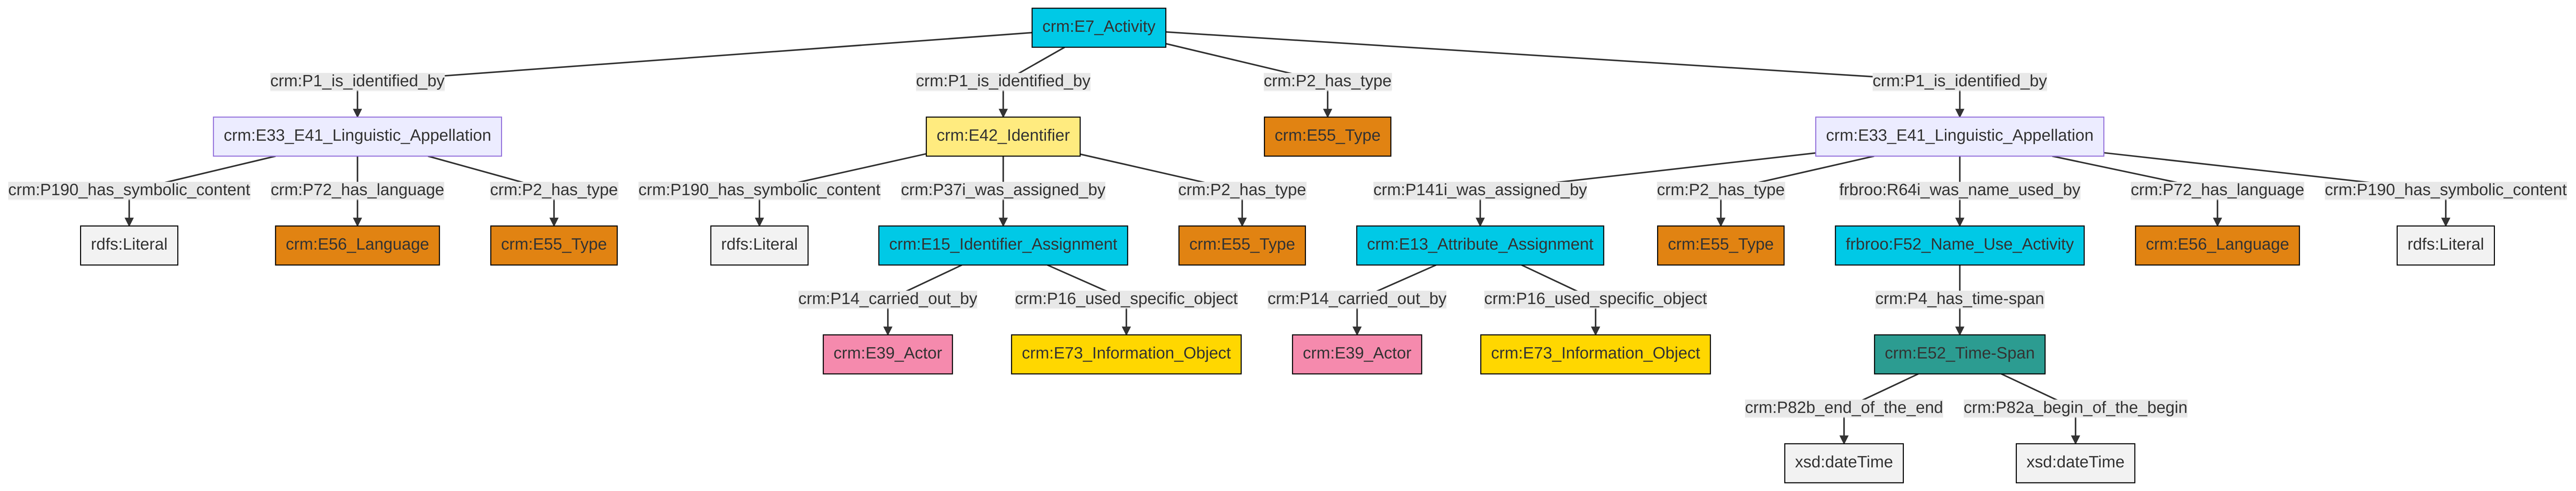 crm:E7_Activity
crm:P1_is_identified_by
crm:P1_is_identified_by
crm:P2_has_type
crm:P1_is_identified_by
crm:E33_E41_Linguistic_Appellation
crm:E42_Identifier
crm:E55_Type
crm:E33_E41_Linguistic_Appellation
crm:P190_has_symbolic_content
crm:P72_has_language
crm:P2_has_type
crm:P190_has_symbolic_content
crm:P37i_was_assigned_by
crm:P2_has_type
crm:P141i_was_assigned_by
crm:P2_has_type
frbroo:R64i_was_name_used_by
crm:P72_has_language
crm:P190_has_symbolic_content
rdfs:Literal
crm:E56_Language
crm:E55_Type
rdfs:Literal
crm:E15_Identifier_Assignment
crm:E55_Type
crm:E13_Attribute_Assignment
crm:E55_Type
frbroo:F52_Name_Use_Activity
crm:E56_Language
rdfs:Literal
crm:P14_carried_out_by
crm:P16_used_specific_object
crm:P14_carried_out_by
crm:P16_used_specific_object
crm:P4_has_time-span
crm:E39_Actor
crm:E73_Information_Object
crm:E39_Actor
crm:E73_Information_Object
crm:E52_Time-Span
crm:P82b_end_of_the_end
crm:P82a_begin_of_the_begin
xsd:dateTime
xsd:dateTime